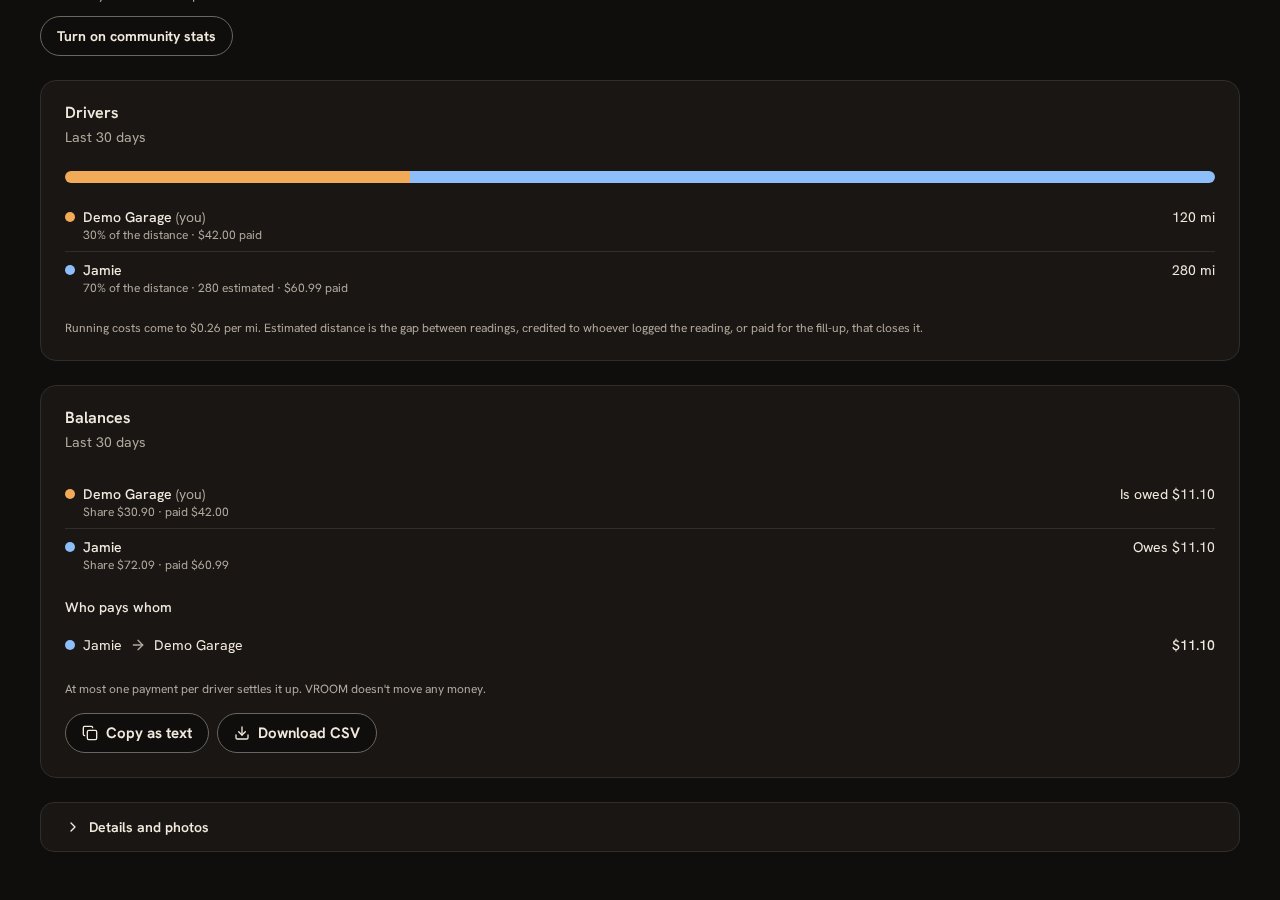 Turn on community stats
Drivers
Last 30 days
Demo Garage (you)
120 mi
30% of the distance · $42.00 paid
Jamie
280 mi
70% of the distance · 280 estimated · $60.99 paid
Running costs come to $0.26 per mi. Estimated distance is the gap between readings, credited to whoever logged the reading, or paid for the fill-up, that closes it.
Balances
Last 30 days
Demo Garage (you)
Is owed $11.10
Share $30.90 · paid $42.00
Jamie
Owes $11.10
Share $72.09 · paid $60.99
Who pays whom
Jamie → Demo Garage
$11.10
At most one payment per driver settles it up. VROOM doesn't move any money.
Copy as text
Download CSV
Details and photos